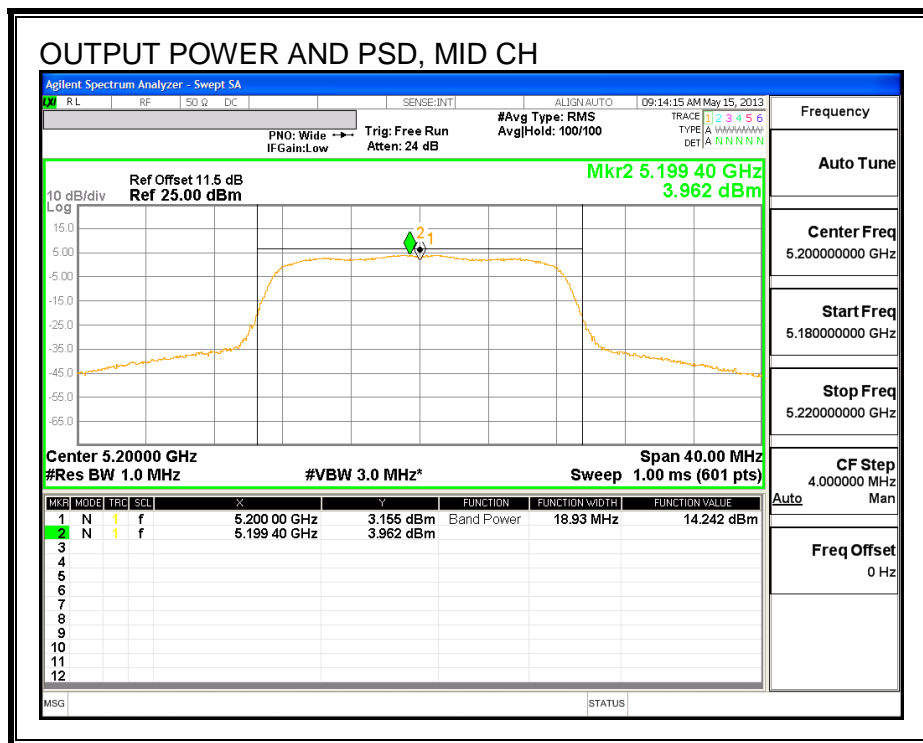 OUTPUT POWER AND PSD, MID CH
Agilent Spectrum Analyzer - Swept SA
LXI RL RF 50 Ω DC SENSE:INT ALIGN AUTO 09:14:15 AM May 15, 2013
PNO: Wide
IFGain:Low
Trig: Free Run
Atten: 24 dB
#Avg Type: RMS
Avg|Hold: 100/100
TRACE 1 2 3 4 5 6
TYPE A WWWWW
DET A N N N N N
Mkr2 5.199 40 GHz
3.962 dBm
Ref Offset 11.5 dB
10 dB/div Ref 25.00 dBm
Log
15.0
5.00
-5.00
-15.0
-25.0
-35.0
-45.0
-55.0
-65.0
2 1
Center 5.20000 GHz Span 40.00 MHz
#Res BW 1.0 MHz #VBW 3.0 MHz* Sweep 1.00 ms (601 pts)
MKR MODE TRC SCL X Y FUNCTION FUNCTION WIDTH FUNCTION VALUE
1 N 1 f 5.200 00 GHz 3.155 dBm Band Power 18.93 MHz 14.242 dBm
2 N 1 f 5.199 40 GHz 3.962 dBm
3
4
5
6
7
8
9
10
11
12
MSG STATUS
Frequency
Auto Tune
Center Freq
5.200000000 GHz
Start Freq
5.180000000 GHz
Stop Freq
5.220000000 GHz
CF Step
4.000000 MHz
Auto Man
Freq Offset
0 Hz